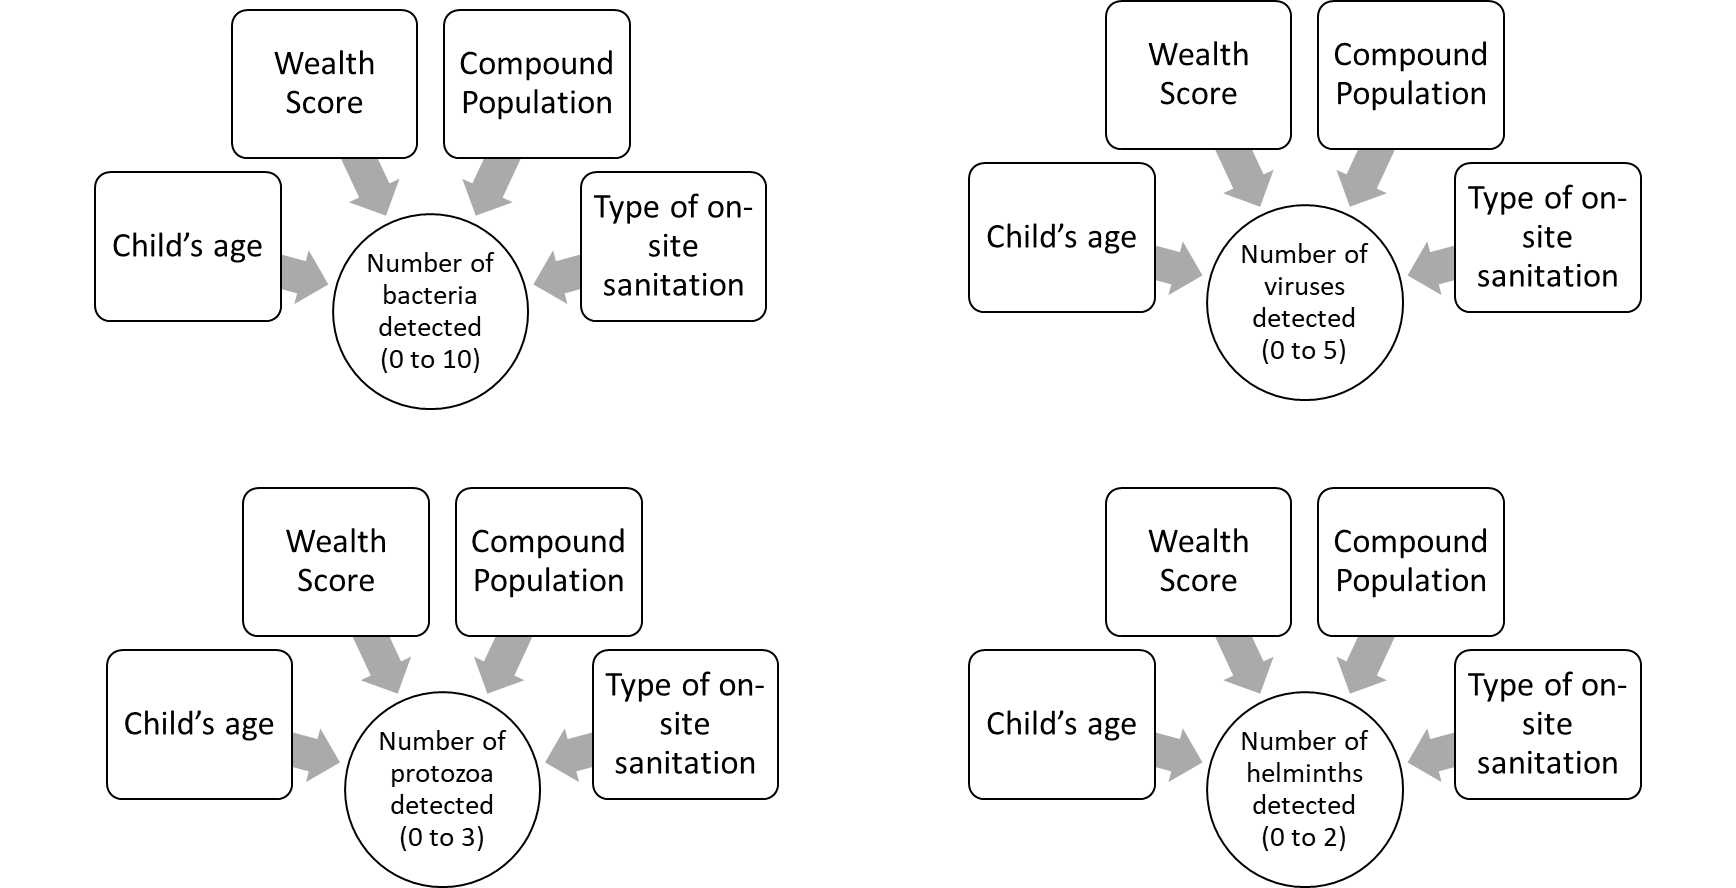 Wealth
Score
Compound
Population
Child’s age
Type of on-
site
sanitation
Number of
bacteria
detected
(0 to 10)
Wealth
Score
Compound
Population
Child’s age
Type of on-
site
sanitation
Number of
viruses
detected
(0 to 5)
Wealth
Score
Compound
Population
Child’s age
Type of on-
site
sanitation
Number of
protozoa
detected
(0 to 3)
Wealth
Score
Compound
Population
Child’s age
Type of on-
site
sanitation
Number of
helminths
detected
(0 to 2)